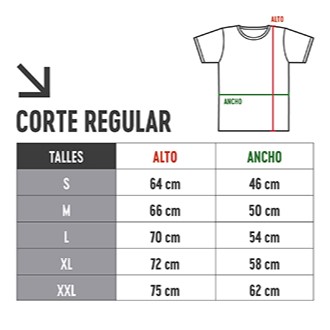 ALTO
ANCHO
CORTE REGULAR
TALLES ALTO ANCHO
S 64 cm 46 cm
M 66 cm 50 cm
L 70 cm 54 cm
XL 72 cm 58 cm
XXL 75 cm 62 cm